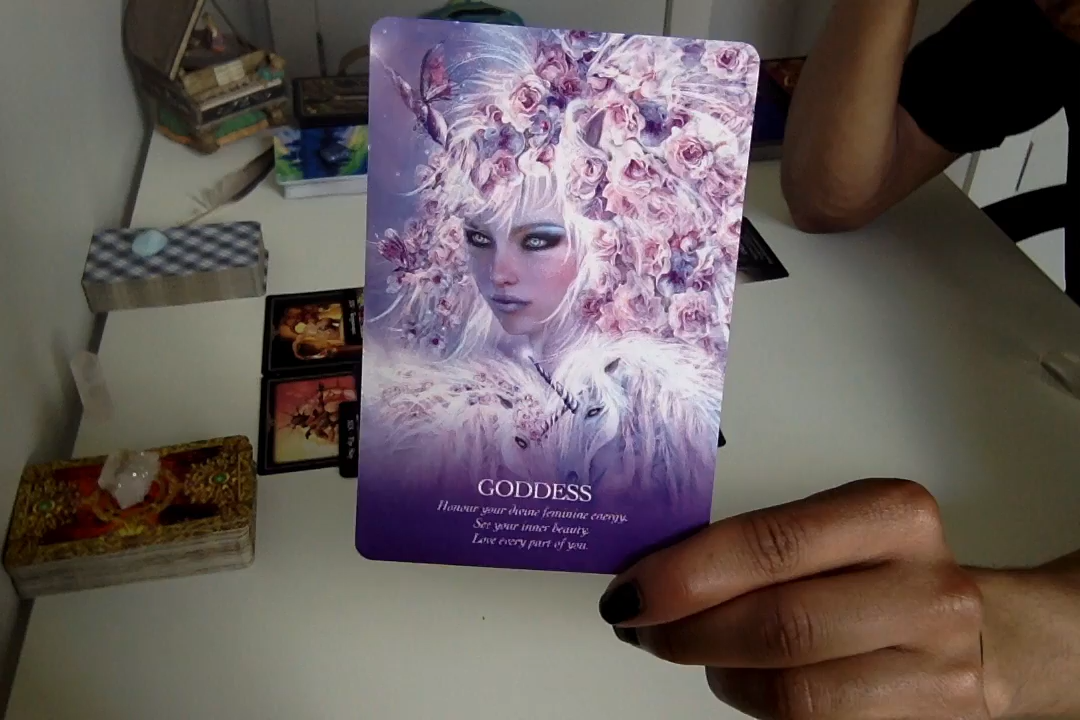 GODDESS
Honour your divine feminine energy.
See your inner beauty.
Love every part of you.